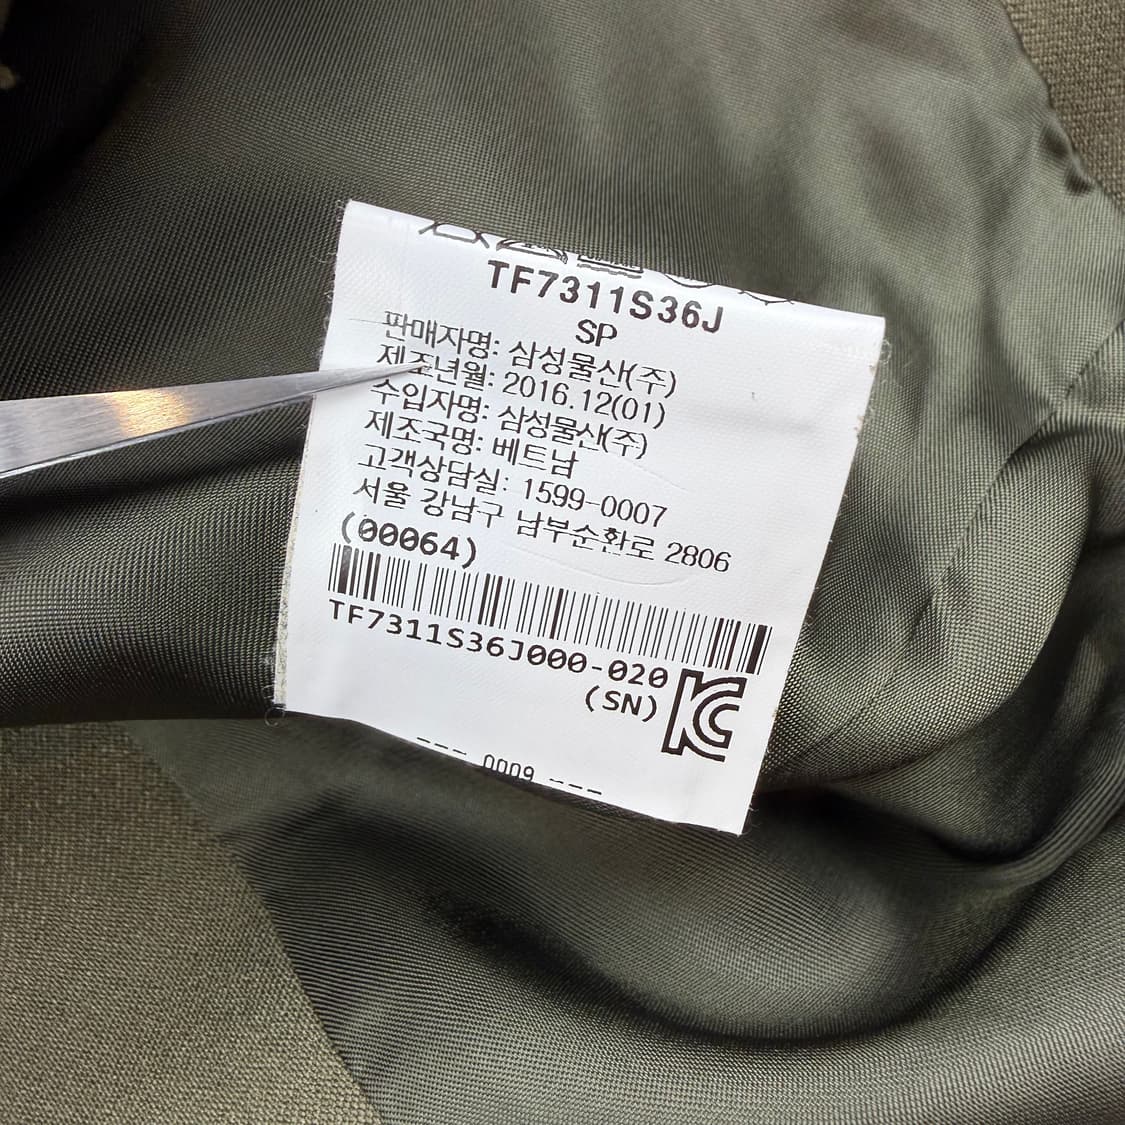 TF7311S36J
SP
판매자명: 삼성물산(주)
제조년월: 2016.12(01)
수입자명: 삼성물산(주)
제조국명: 베트남
고객상담실: 1599-0007
서울 강남구 남부순환로 2806
(00064)
TF7311S36J000-020
(SN)
KC
--- 0009 ---